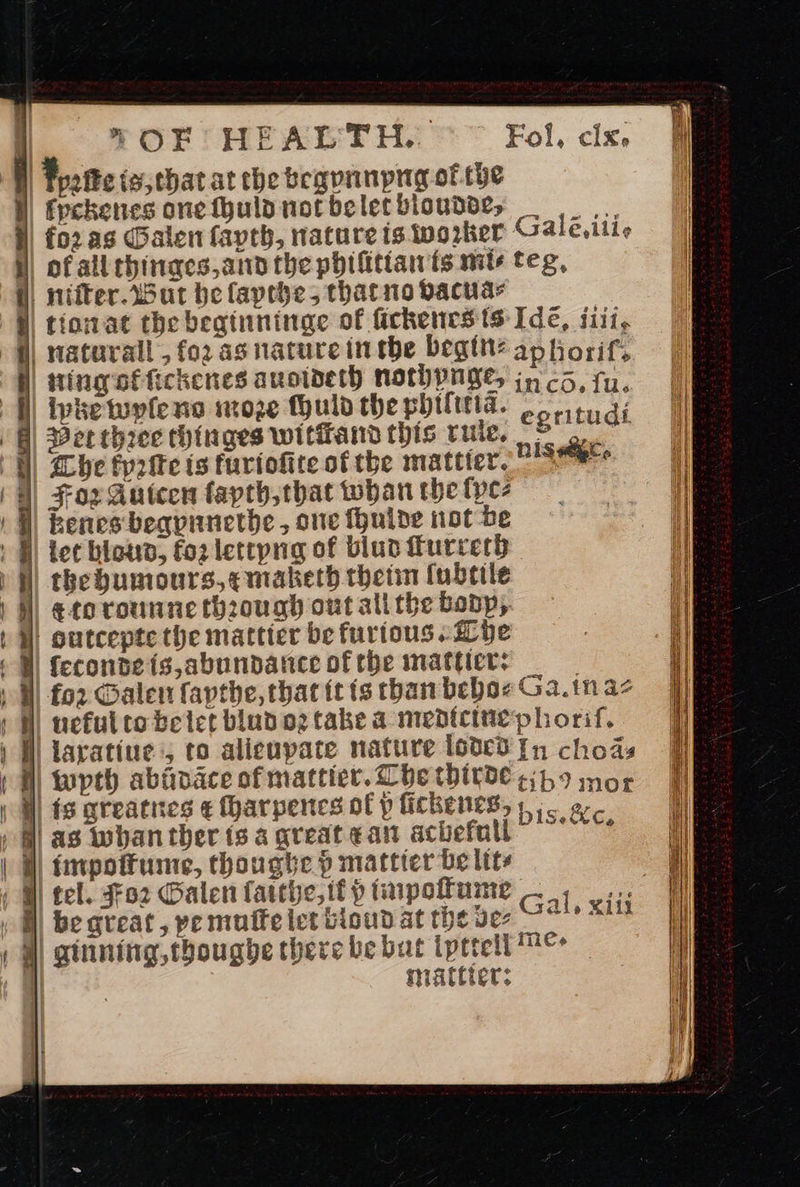 OF HEALTH. Fol. clx.
Fyrste is, that at the begynnyng of the
syckenes one shuld not be let bloudde,
for as Galen sayth, nature is worker
of all thinges, and the phisitian is mi-
nister. But he saythe, that no vacua-
tion at the beginninge of sickenes is
naturall, for as nature in the begin-
ning of sickenes auoideth nothynge,
lyke wyse no more shuld the phisitiā.
Yet three thinges witstand this rule.
The fyrste is furiosite of the mattier.
For Auicen sayth, that whan the syc-
kenes begynnethe, one shulde not be
let bloud, for lettyng of blud sturreth
the humours, & maketh theim subtile
& to rounne through out all the body,
outcepte the mattier be furious. The
seconde is, abundance of the mattier:
for Galen saythe, that it is than beho-
uefull to be let blud or take a medicine
laxatiue, to alleuyate nature loded
wyth abūdāce of mattier. The thirde
is greatnes & sharpenes of þ sickenes,
as whan ther is a great & an achefull
impostume, thoughe þ mattier be lit-
tel. For Galen saithe, if þ impostume
be great, ye muste let bloud at the be-
ginning, thoughe there be but lyttell
mattier:
Gale. iiii.
teg.
Idē, iiii.
aphorif.
in cō. su.
egritudi
nis &c.
Ga. in a-
phorif.
In chods
tib9 mor
bis. &c.
Gal. xiii
me.